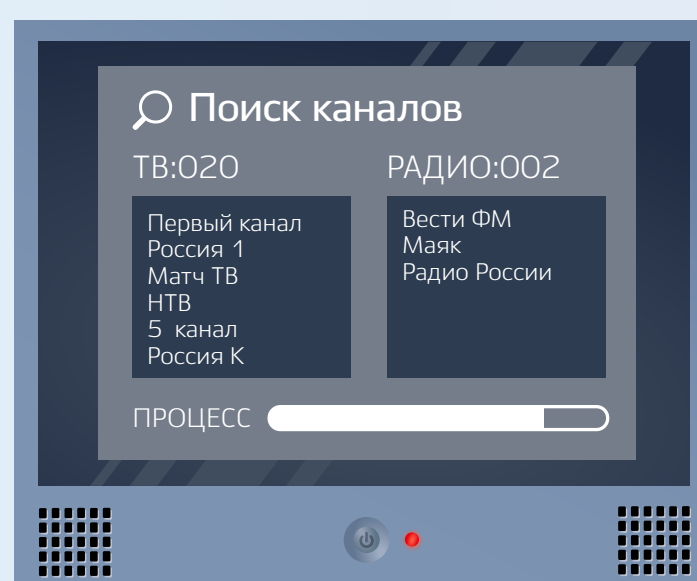 Поиск каналов
ТВ:020
Первый канал
Россия 1
Матч ТВ
НТВ
5 канал
Россия К
РАДИО:002
Вести ФМ
Маяк
Радио России
ПРОЦЕСС